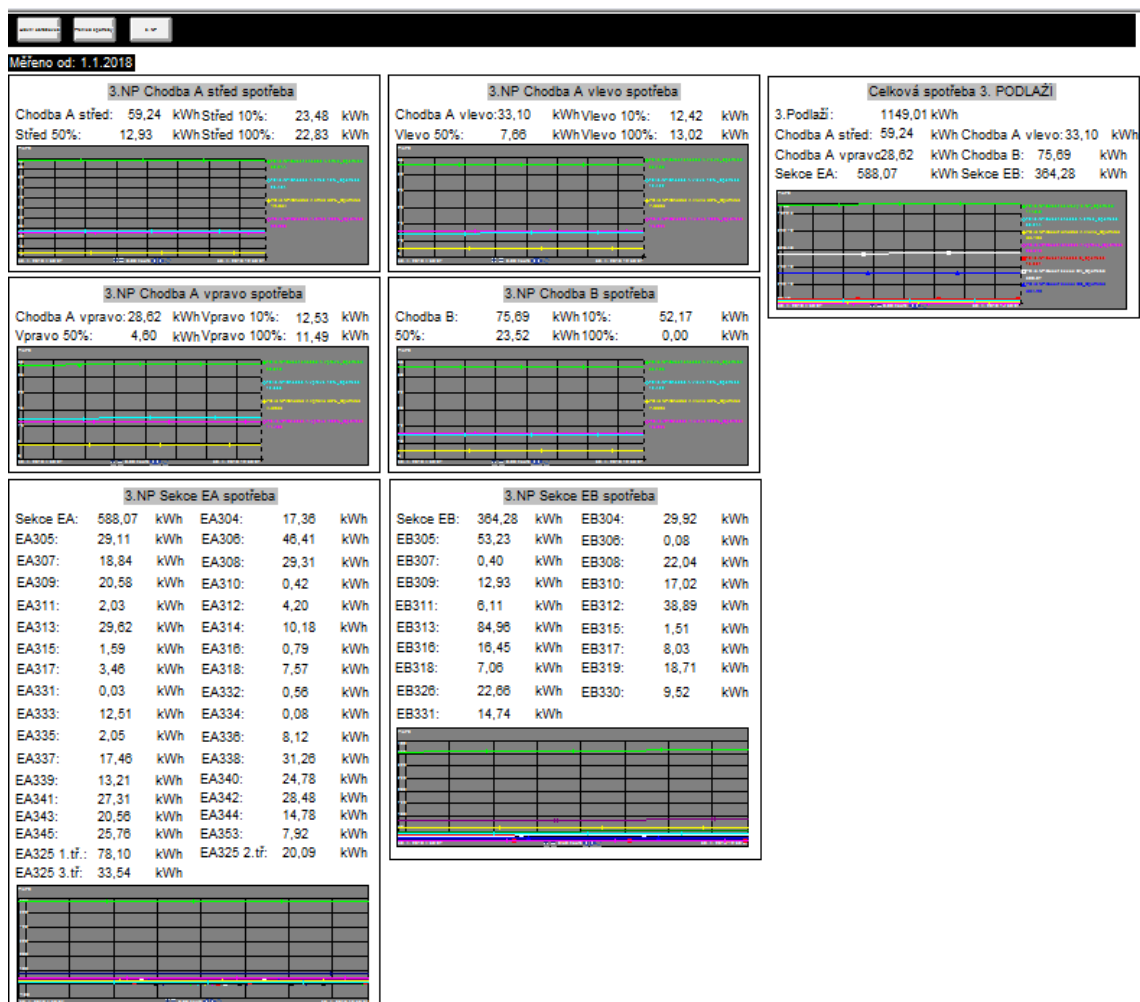 3. NP
Měřeno od: 1.1.2018
3.NP Chodba A střed spotřeba
Chodba A střed: 59,24 kWh Střed 10%: 23,48 kWh
Střed 50%: 12,93 kWh Střed 100%: 22,83 kWh
3.NP Chodba A vlevo spotřeba
Chodba A vlevo: 33,10 kWh Vlevo 10%: 12,42 kWh
Vlevo 50%: 7,66 kWh Vlevo 100%: 13,02 kWh
Celková spotřeba 3. PODLAŽÍ
3.Podlaží: 1149,01 kWh
Chodba A střed: 59,24 kWh Chodba A vlevo: 33,10 kWh
Chodba A vpravo 28,62 kWh Chodba B: 75,69 kWh
Sekce EA: 588,07 kWh Sekce EB: 364,28 kWh
3.NP Chodba A vpravo spotřeba
Chodba A vpravo: 28,62 kWh Vpravo 10%: 12,53 kWh
Vpravo 50%: 4,60 kWh Vpravo 100%: 11,49 kWh
3.NP Chodba B spotřeba
Chodba B: 75,69 kWh 10%: 52,17 kWh
50%: 23,52 kWh 100%: 0,00 kWh
3.NP Sekce EA spotřeba
Sekce EA: 588,07 kWh EA304: 17,36 kWh
EA305: 29,11 kWh EA306: 46,41 kWh
EA307: 18,84 kWh EA308: 29,31 kWh
EA309: 20,58 kWh EA310: 0,42 kWh
EA311: 2,03 kWh EA312: 4,20 kWh
EA313: 29,62 kWh EA314: 10,18 kWh
EA315: 1,59 kWh EA316: 0,79 kWh
EA317: 3,46 kWh EA318: 7,57 kWh
EA331: 0,03 kWh EA332: 0,56 kWh
EA333: 12,51 kWh EA334: 0,08 kWh
EA335: 2,05 kWh EA336: 8,12 kWh
EA337: 17,46 kWh EA338: 31,26 kWh
EA339: 13,21 kWh EA340: 24,78 kWh
EA341: 27,31 kWh EA342: 28,48 kWh
EA343: 20,56 kWh EA344: 14,78 kWh
EA345: 25,76 kWh EA353: 7,92 kWh
EA325 1.tř.: 78,10 kWh EA325 2.tř: 20,09 kWh
EA325 3.tř: 33,54 kWh
3.NP Sekce EB spotřeba
Sekce EB: 364,28 kWh EB304: 29,92 kWh
EB305: 53,23 kWh EB306: 0,08 kWh
EB307: 0,40 kWh EB308: 22,04 kWh
EB309: 12,93 kWh EB310: 17,02 kWh
EB311: 6,11 kWh EB312: 38,89 kWh
EB313: 84,96 kWh EB315: 1,51 kWh
EB316: 16,45 kWh EB317: 8,03 kWh
EB318: 7,06 kWh EB319: 18,71 kWh
EB326: 22,66 kWh EB330: 9,52 kWh
EB331: 14,74 kWh